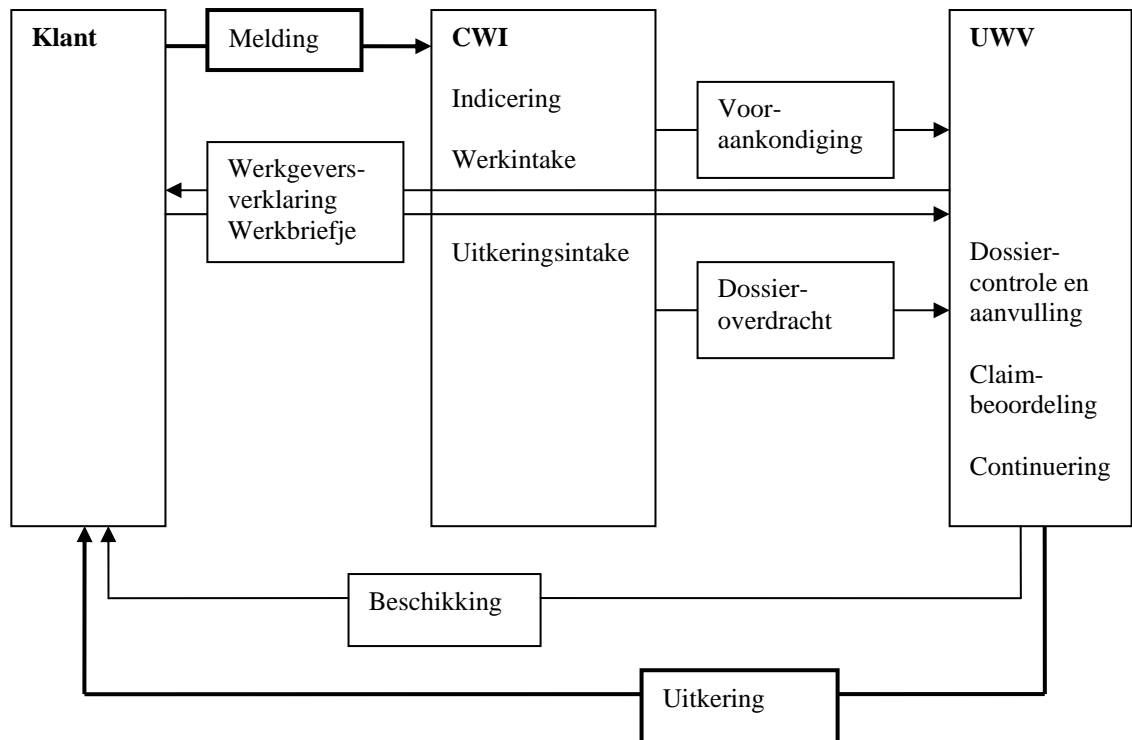 Klant
Melding
CWI
UWV
Indicering
Voor-
aankondiging
Werkintake
Werkgevers-
verklaring
Werkbriefje
Uitkeringsintake
Dossier-
overdracht
Dossier-
controle en
aanvulling
Claim-
beoordeling
Continuering
Beschikking
Uitkering